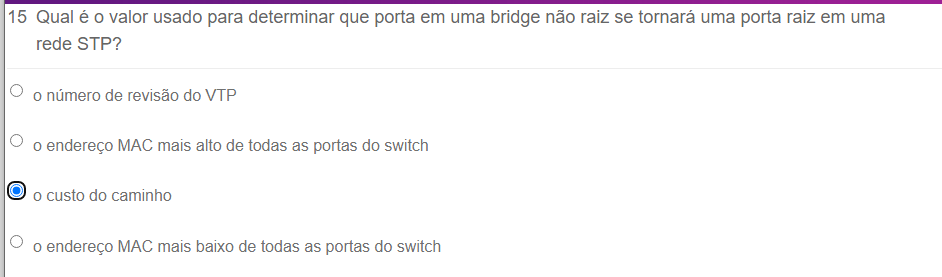 15 Qual é o valor usado para determinar que porta em uma bridge não raiz se tornará uma porta raiz em uma
rede STP?
o número de revisão do VTP
o endereço MAC mais alto de todas as portas do switch
o custo do caminho
o endereço MAC mais baixo de todas as portas do switch